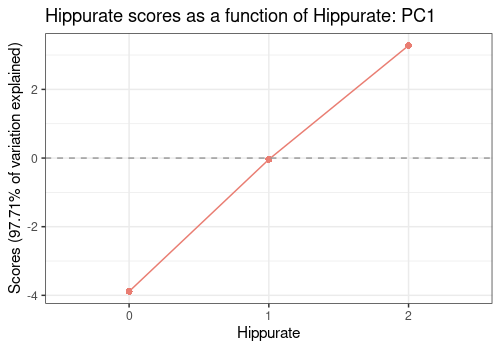 Hippurate scores as a function of Hippurate: PC1
Scores (97.71% of variation explained)
2
0
-2
-4
0 1 2
Hippurate